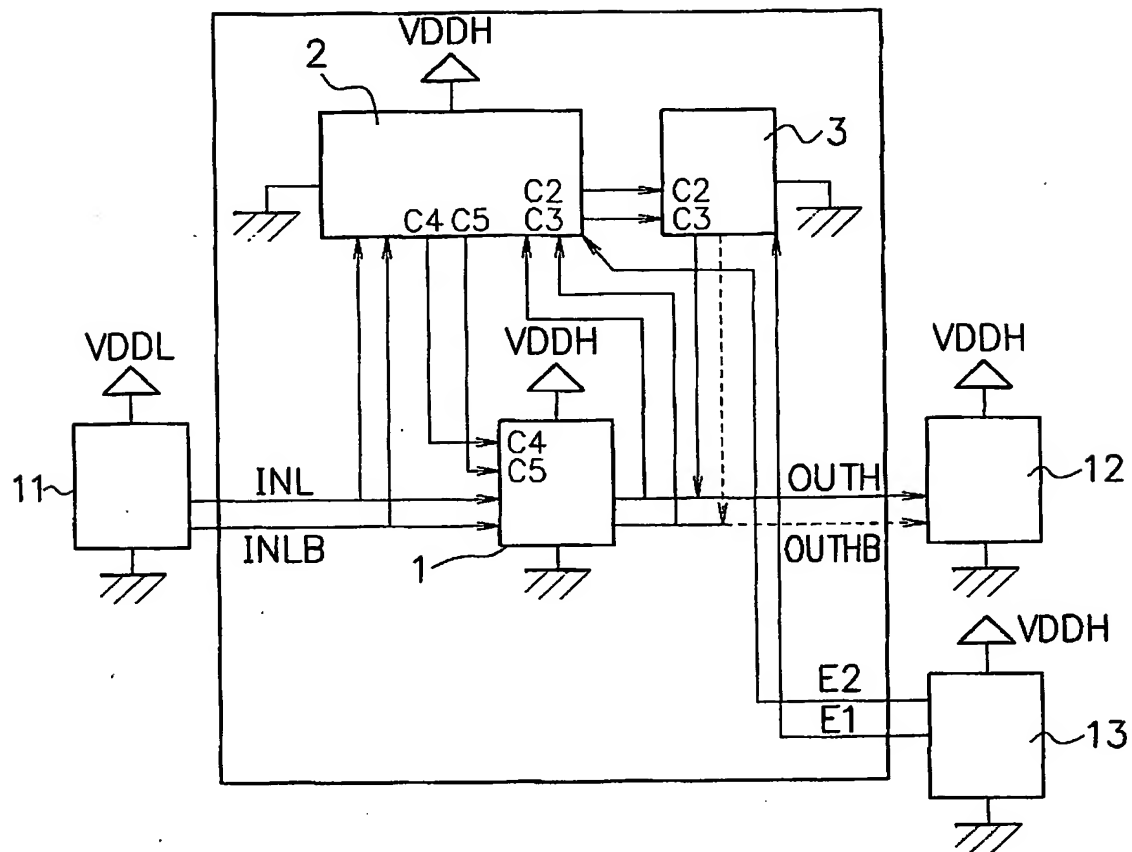 VDDH
2
3
C2
C2
C4 C5 C3
C3
VDDL
VDDH
VDDH
C4
C5
11
INL
OUTH
12
INLB
1
OUTHB
VDDH
E2
E1
13